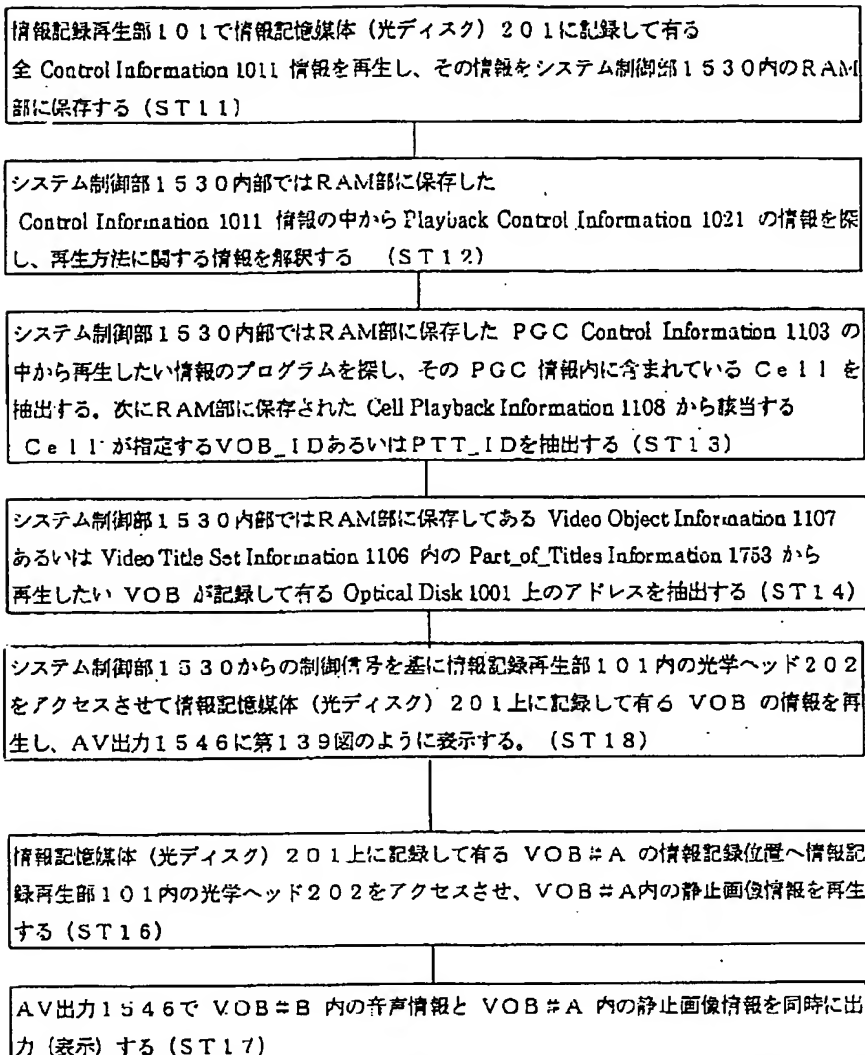 情報記録再生部101で情報記憶媒体（光ディスク）201に記録して有る
全 Control Information 1011 情報を再生し、その情報をシステム制御部1530内のRAM
部に保存する（ST11）
システム制御部1530内部ではRAM部に保存した
Control Information 1011 情報の中から Playback Control Information 1021 の情報を探
し、再生方法に関する情報を解釈する （ST12）
システム制御部1530内部ではRAM部に保存した PGC Control Information 1103 の
中から再生したい情報のプログラムを探し、その PGC 情報内に含まれている Cell を
抽出する。次にRAM部に保存された Cell Playback Information 1108 から該当する
Cell が指定するVOB_IDあるいはPTT_IDを抽出する（ST13）
システム制御部1530内部ではRAM部に保存してある Video Object Information 1107
あるいは Video Title Set Information 1106 内の Part_of_Titles Information 1753 から
再生したい VOB が記録して有る Optical Disk 1001 上のアドレスを抽出する（ST14）
システム制御部1530からの制御信号を基に情報記録再生部101内の光学ヘッド202
をアクセスさせて情報記憶媒体（光ディスク）201上に記録して有る VOB の情報を再
生し、AV出力1546に第139図のように表示する。（ST18）
情報記憶媒体（光ディスク）201上に記録して有る VOB#A の情報記録位置へ情報記
録再生部101内の光学ヘッド202をアクセスさせ、VOB#A内の静止画像情報を再生
する（ST16）
AV出力1546で VOB#B 内の音声情報と VOB#A 内の静止画像情報を同時に出
力（表示）する（ST17）